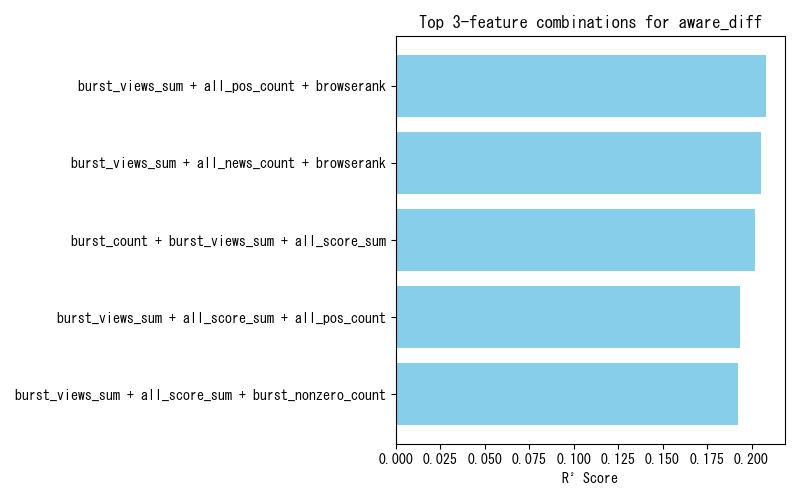 Top 3-feature combinations for aware_diff
burst_views_sum + all_pos_count + browserank
burst_views_sum + all_news_count + browserank
burst_count + burst_views_sum + all_score_sum
burst_views_sum + all_score_sum + all_pos_count
burst_views_sum + all_score_sum + burst_nonzero_count
0.000 0.025 0.050 0.075 0.100 0.125 0.150 0.175 0.200
R² Score